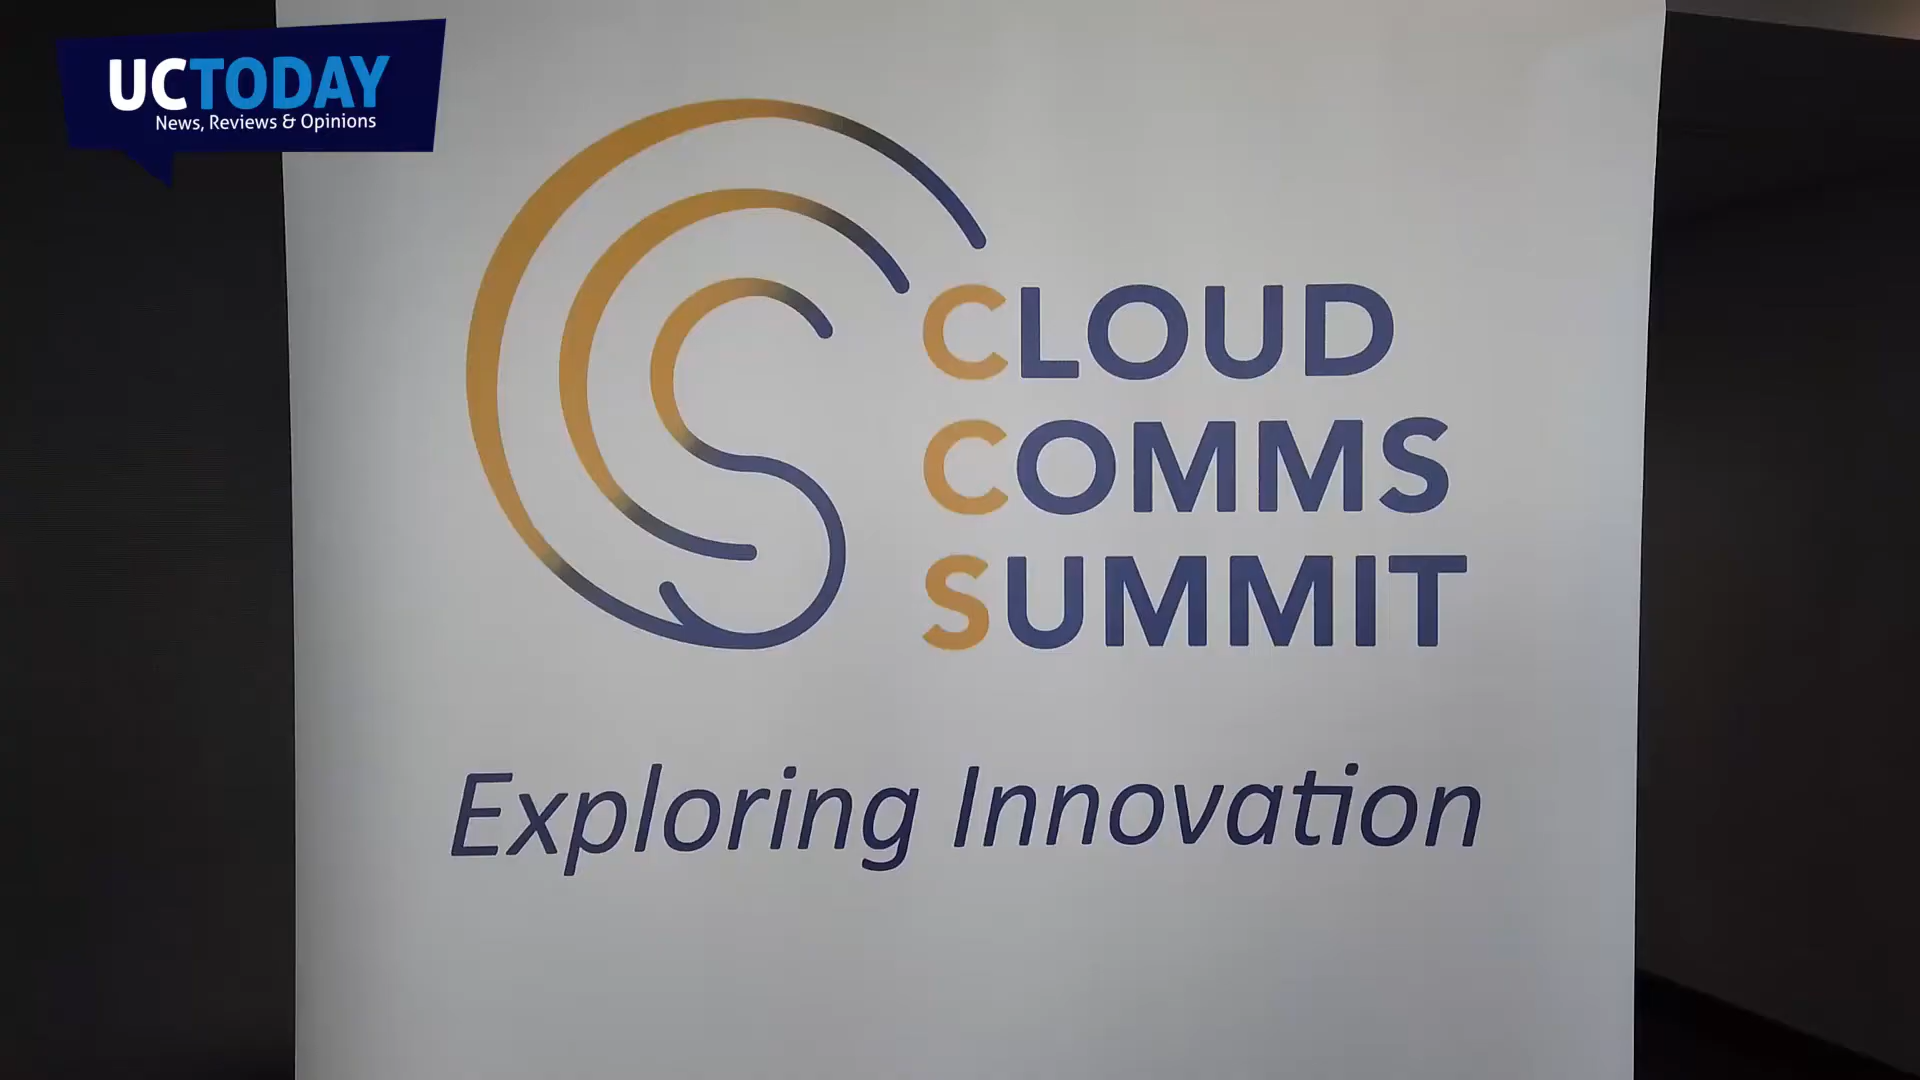 UCTODAY
News, Reviews & Opinions
CLOUD
COMMS
SUMMIT
Exploring Innovation